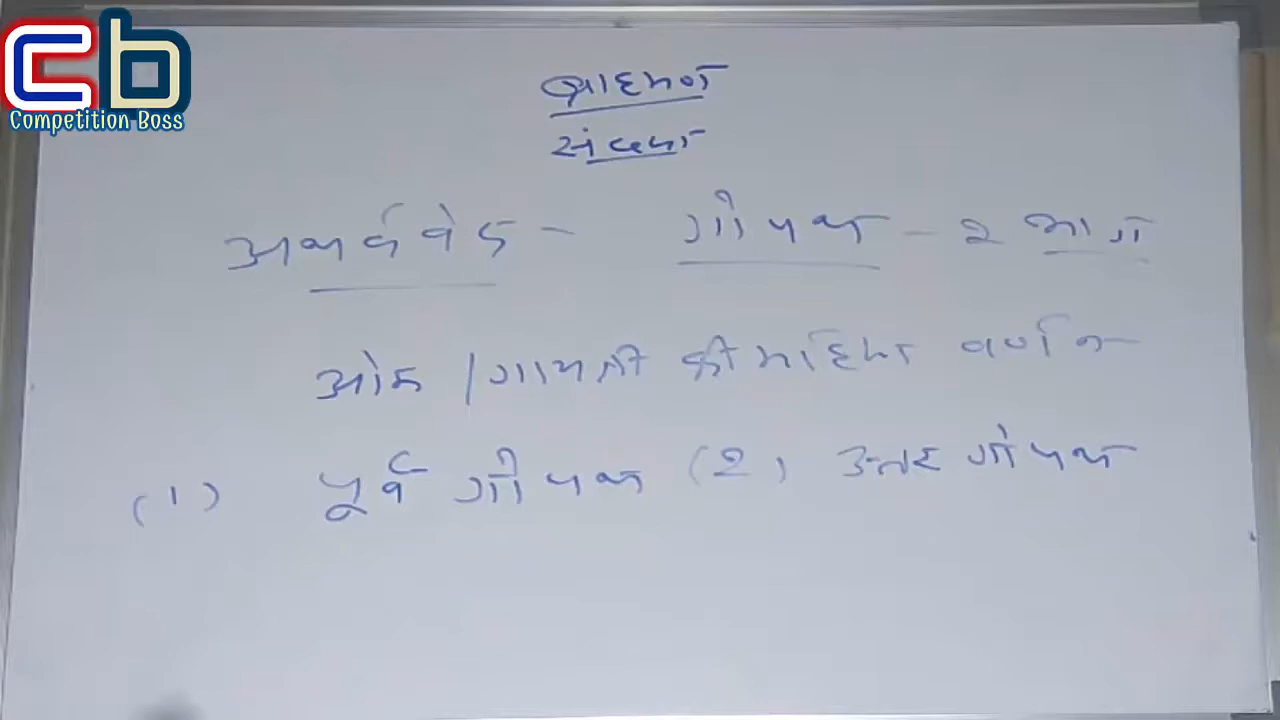 Cb
Competition Boss
ब्राह्मण
संख्या
अथर्ववेद - गोपथ - 2 भाग
ओम / गायत्री की महिमा वर्णन
(1) पूर्व गोपथ (2) उत्तर गोपथ